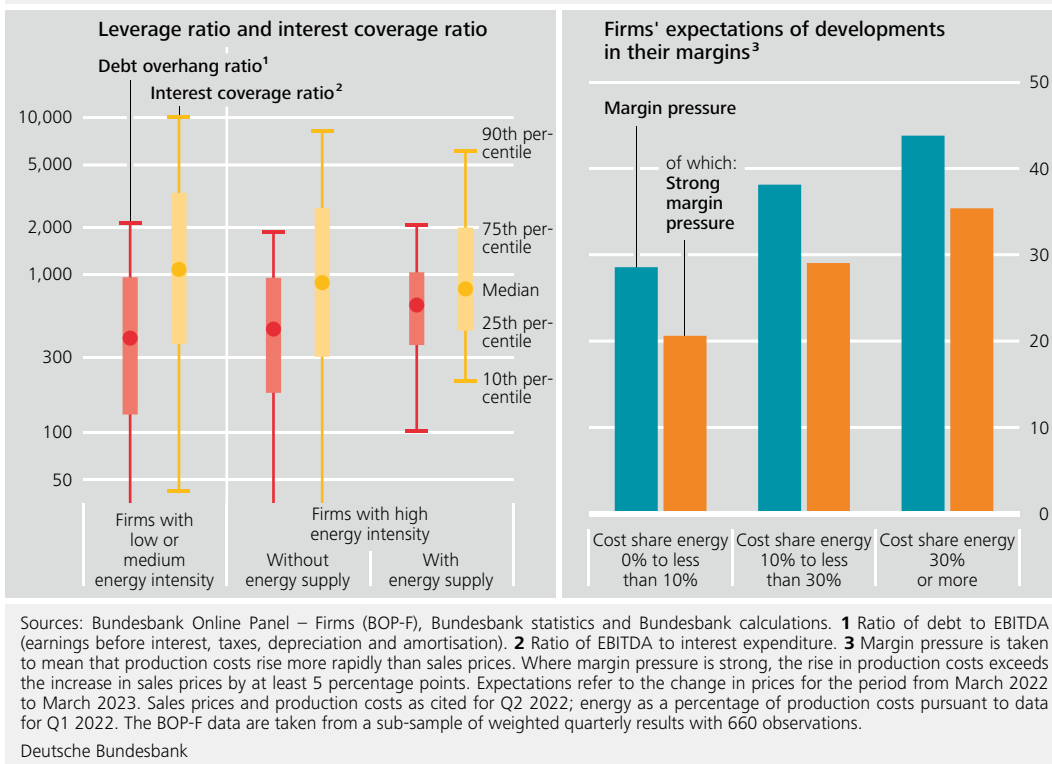 Leverage ratio and interest coverage ratio
Debt overhang ratio¹
Interest coverage ratio²
10,000
5,000
2,000
1,000
300
100
50
90th per-
centile
75th per-
centile
Median
25th per-
centile
10th per-
centile
Firms with
low or
medium
energy intensity
Firms with high
energy intensity
Without
energy supply
With
energy supply
Firms' expectations of developments
in their margins³
Margin pressure
of which:
Strong
margin
pressure
50
40
30
20
10
0
Cost share energy
0% to less
than 10%
Cost share energy
10% to less
than 30%
Cost share energy
30%
or more
Sources: Bundesbank Online Panel – Firms (BOP-F), Bundesbank statistics and Bundesbank calculations. 1 Ratio of debt to EBITDA
(earnings before interest, taxes, depreciation and amortisation). 2 Ratio of EBITDA to interest expenditure. 3 Margin pressure is taken
to mean that production costs rise more rapidly than sales prices. Where margin pressure is strong, the rise in production costs exceeds
the increase in sales prices by at least 5 percentage points. Expectations refer to the change in prices for the period from March 2022
to March 2023. Sales prices and production costs as cited for Q2 2022; energy as a percentage of production costs pursuant to data
for Q1 2022. The BOP-F data are taken from a sub-sample of weighted quarterly results with 660 observations.
Deutsche Bundesbank